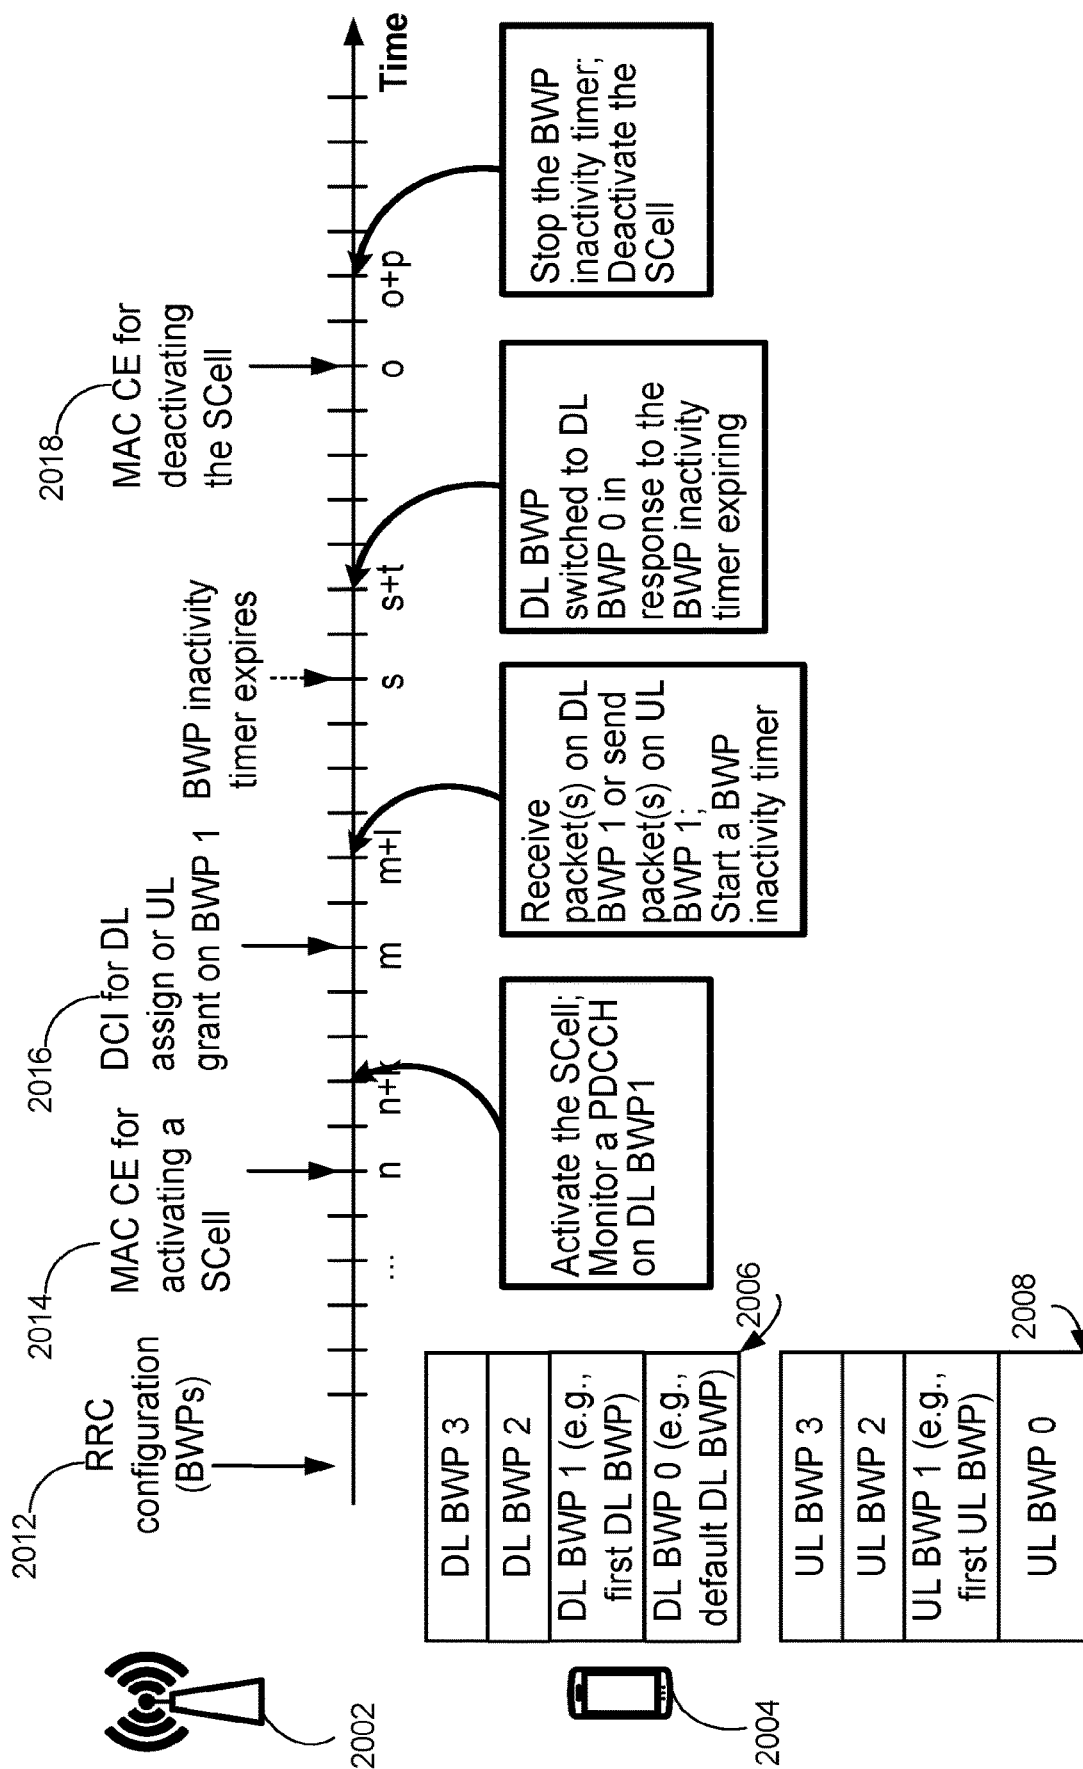 2012
RRC
configuration
(BWPs)
2014
MAC CE for
activating a
SCell
2016
DCI for DL
assign or UL
grant on BWP 1
BWP inactivity
timer expires
2018
MAC CE for
deactivating
the SCell
...
n
n+k
m
m+l
s
s+t
o
o+p
Time
2002
2004
DL BWP 3
DL BWP 2
DL BWP 1 (e.g.,
first DL BWP)
DL BWP 0 (e.g.,
default DL BWP)
2006
UL BWP 3
UL BWP 2
UL BWP 1 (e.g.,
first UL BWP)
UL BWP 0
2008
Activate the SCell;
Monitor a PDCCH
on DL BWP1
Receive
packet(s) on DL
BWP 1 or send
packet(s) on UL
BWP 1;
Start a BWP
inactivity timer
DL BWP
switched to DL
BWP 0 in
response to the
BWP inactivity
timer expiring
Stop the BWP
inactivity timer;
Deactivate the
SCell